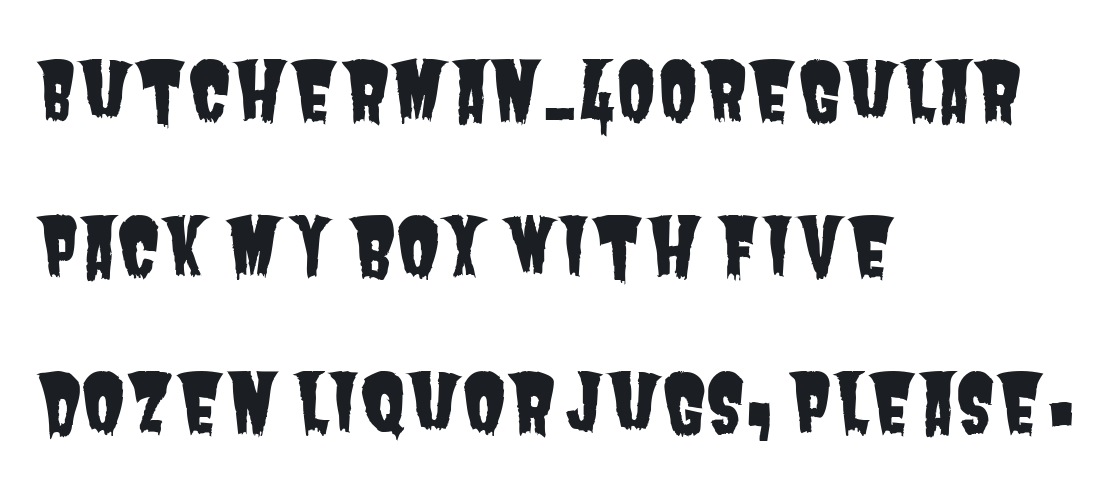 BUTCHERMAN_400REGULAR
PACK MY BOX WITH FIVE
DOZEN LIQUOR JUGS, PLEASE.